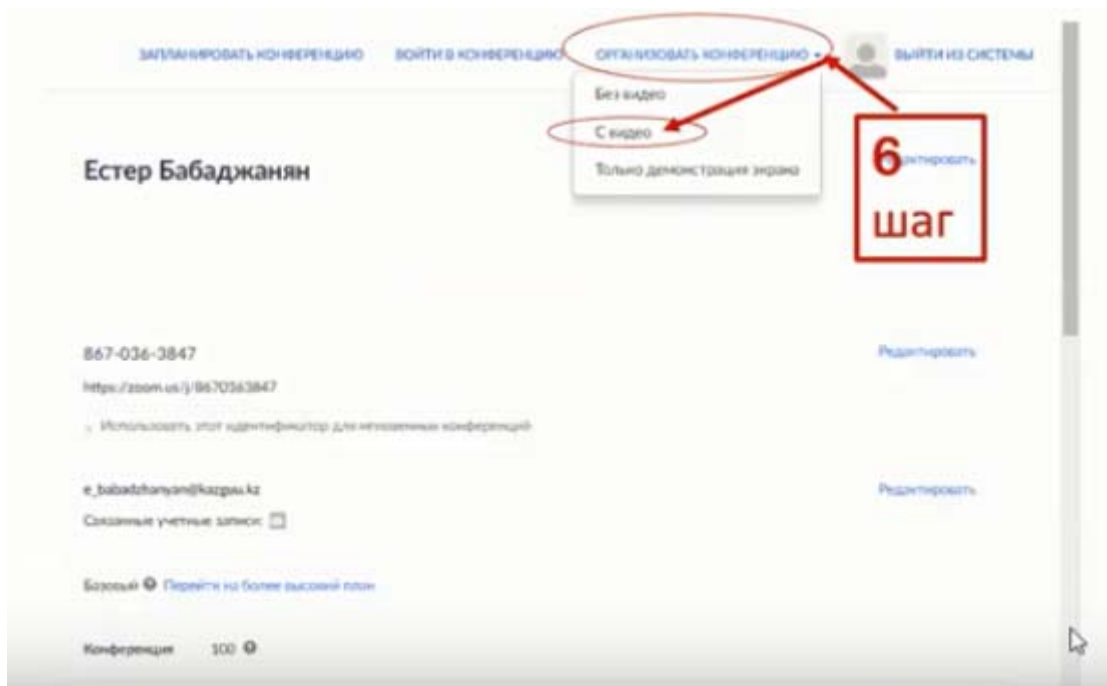 ЗАПЛАНИРОВАТЬ КОНФЕРЕНЦИЮ ВОЙТИ В КОНФЕРЕНЦИЮ ОРГАНИЗОВАТЬ КОНФЕРЕНЦИЮ ВЫЙТИ ИЗ СИСТЕМЫ
Без видео
С видео
Только демонстрация экрана
6
шаг
Естер Бабаджанян
867-036-3847
Редактировать
https://zoom.us/j/8670363847
Использовать этот идентификатор для мгновенных конференций
e_babadzhanyan@kazguu.kz
Редактировать
Связанные учетные записи:
Базовый Перейти на более высокий план
Конференция 100